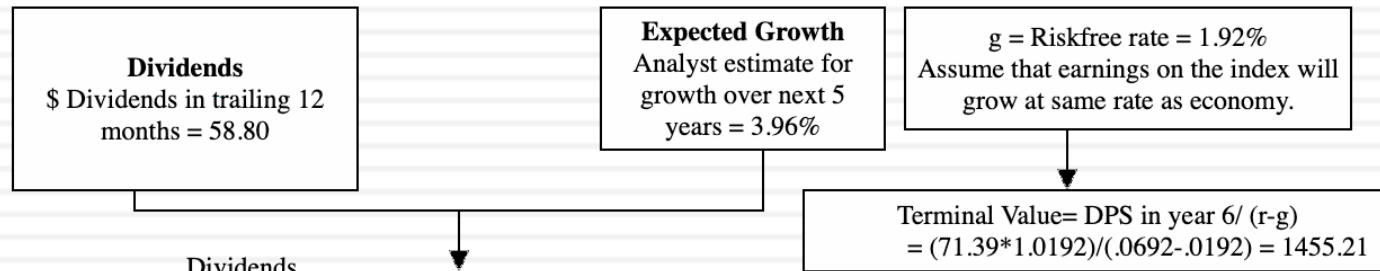 Dividends
$ Dividends in trailing 12
months = 58.80
Expected Growth
Analyst estimate for
growth over next 5
years = 3.96%
g = Riskfree rate = 1.92%
Assume that earnings on the index will
grow at same rate as economy.
Terminal Value= DPS in year 6/ (r-g)
= (71.39*1.0192)/(.0692-.0192) = 1455.21
Dividends